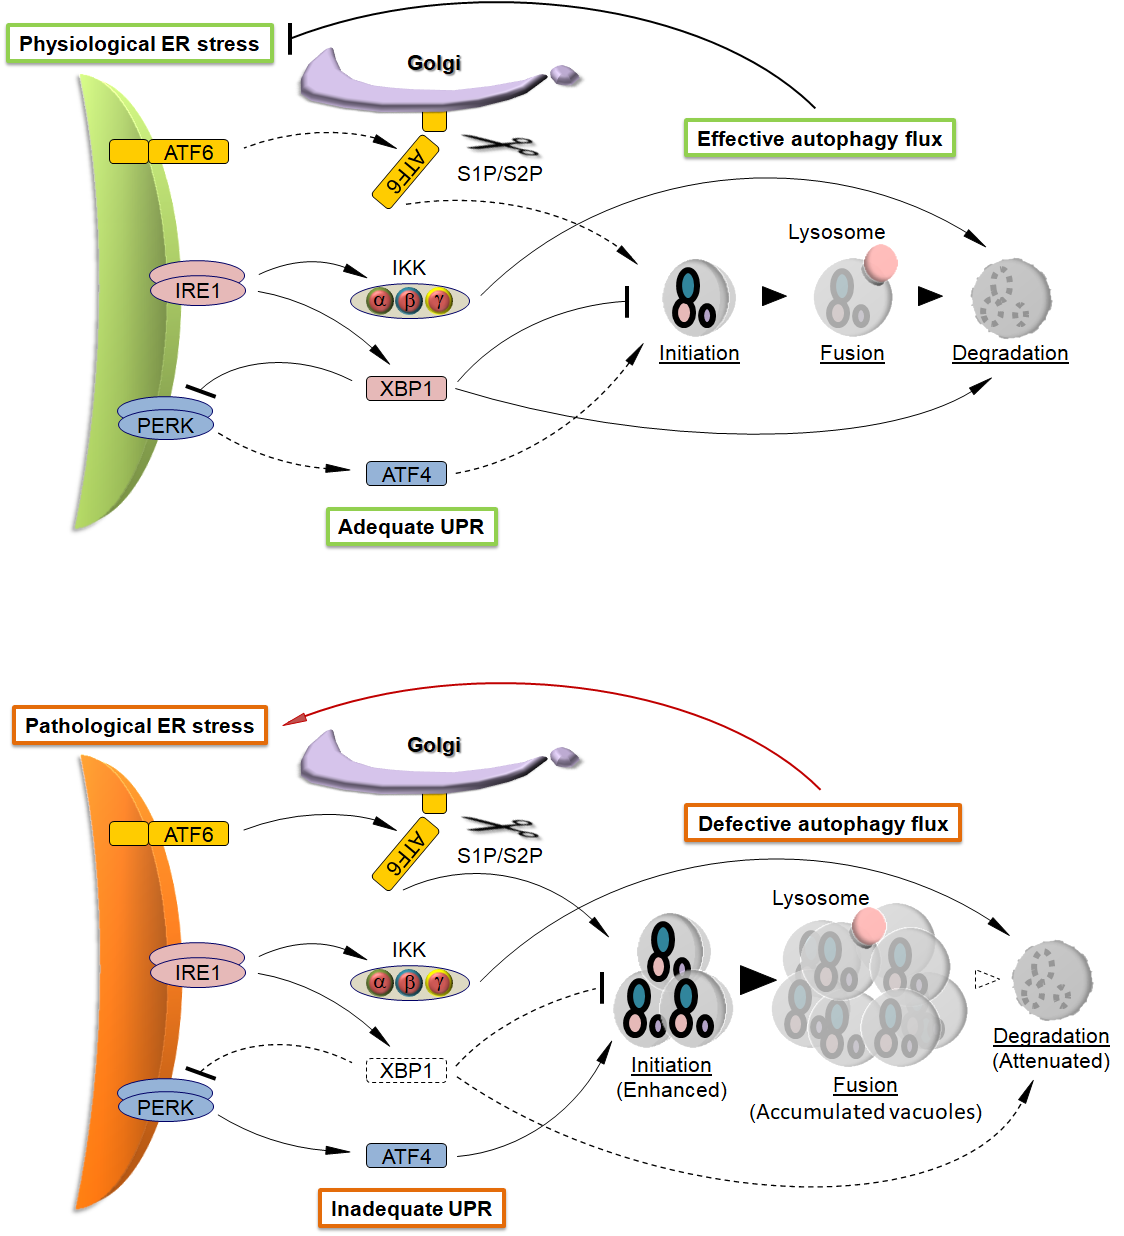 Physiological ER stress
Golgi
Effective autophagy flux
ATF6
ATF6
S1P/S2P
Lysosome
IRE1
IKK
α β γ
Initiation
Fusion
Degradation
XBP1
PERK
ATF4
Adequate UPR
Pathological ER stress
Golgi
Defective autophagy flux
ATF6
ATF6
S1P/S2P
Lysosome
IRE1
IKK
α β γ
XBP1
Initiation
(Enhanced)
Fusion
(Accumulated vacuoles)
Degradation
(Attenuated)
PERK
ATF4
Inadequate UPR